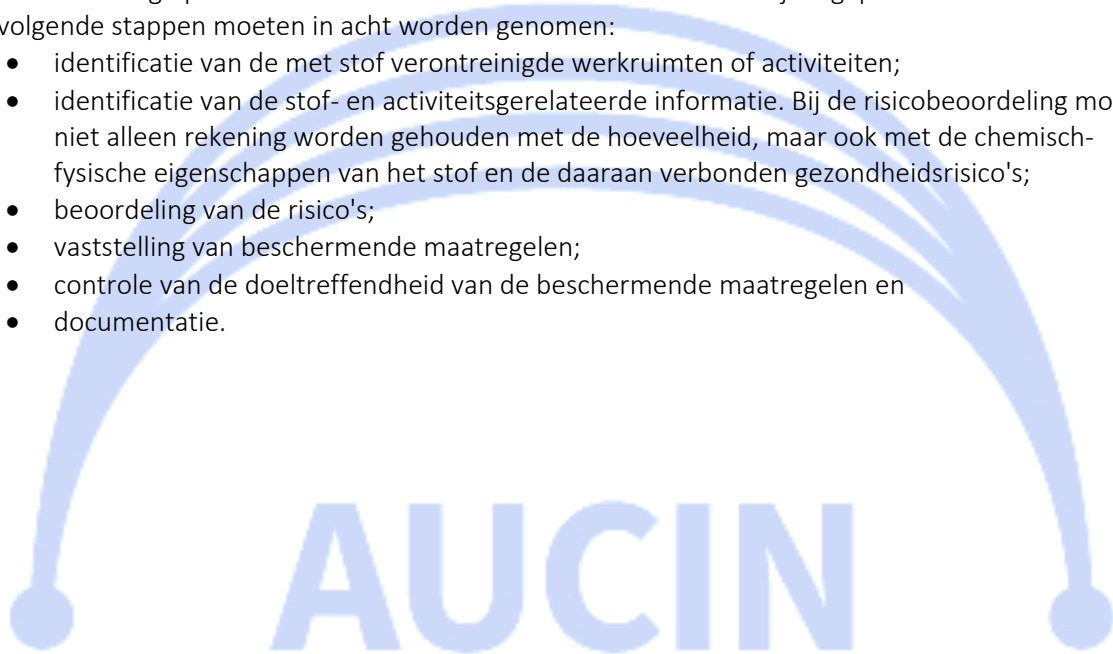 volgende stappen moeten in acht worden genomen:
• identificatie van de met stof verontreinigde werkruimten of activiteiten;
• identificatie van de stof- en activiteitsgerelateerde informatie. Bij de risicobeoordeling mo
niet alleen rekening worden gehouden met de hoeveelheid, maar ook met de chemisch-
fysische eigenschappen van het stof en de daaraan verbonden gezondheidsrisico's;
• beoordeling van de risico's;
• vaststelling van beschermende maatregelen;
• controle van de doeltreffendheid van de beschermende maatregelen en
• documentatie.
AUCIN